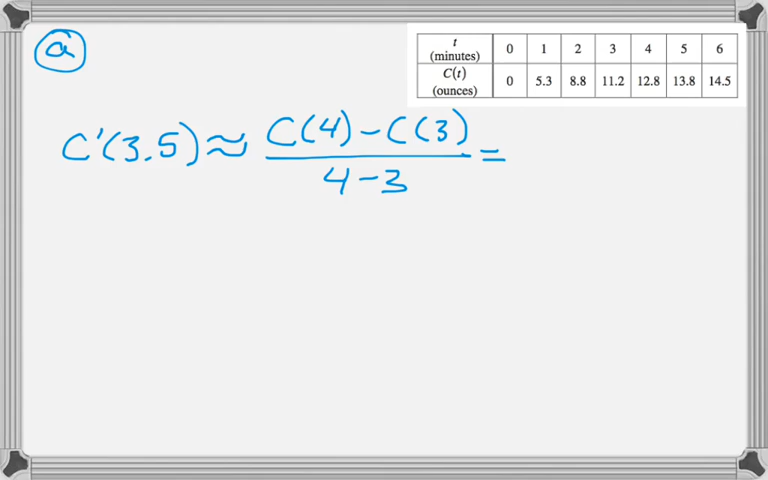 a
t (minutes) 0 1 2 3 4 5 6
C(t) (ounces) 0 5.3 8.8 11.2 12.8 13.8 14.5
C'(3.5) ≈ C(4) - C(3) =
4 - 3